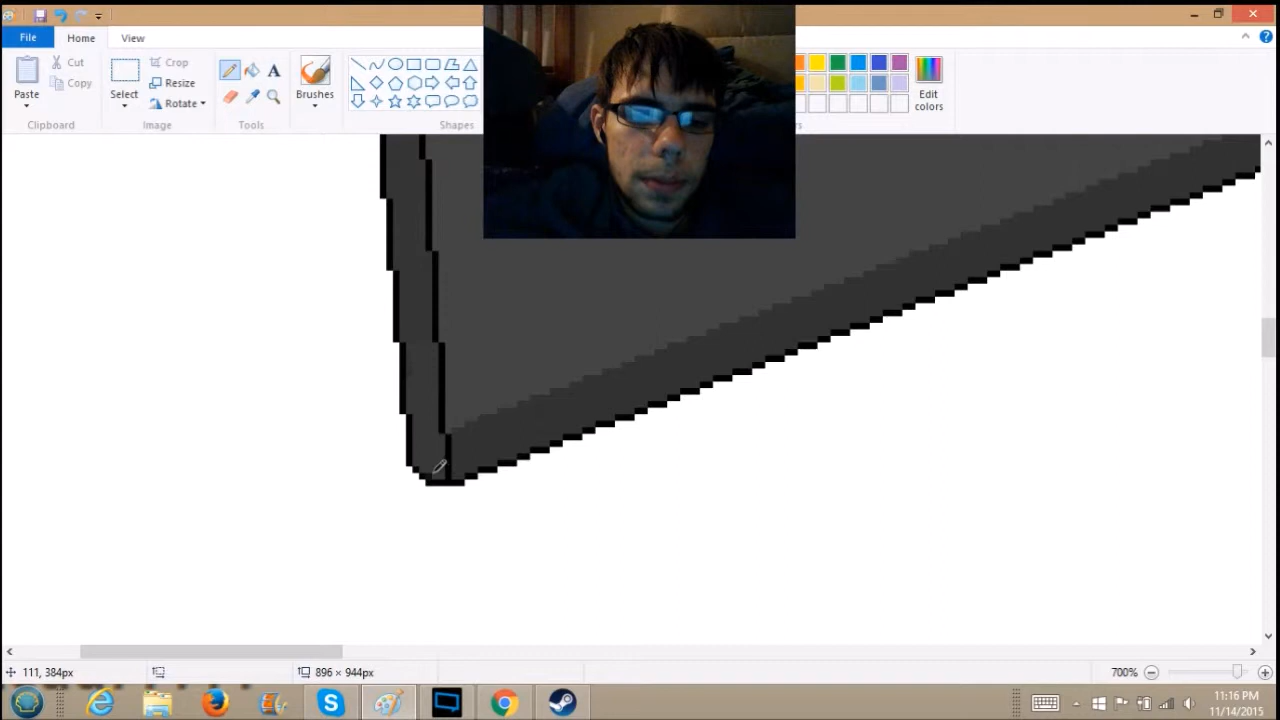 File Home View
Paste Cut Copy
Select Crop Resize Rotate
A
Brushes
Edit colors
Clipboard Image Tools Shapes
111, 384px 896 × 944px 700%
11:16 PM
11/14/2015